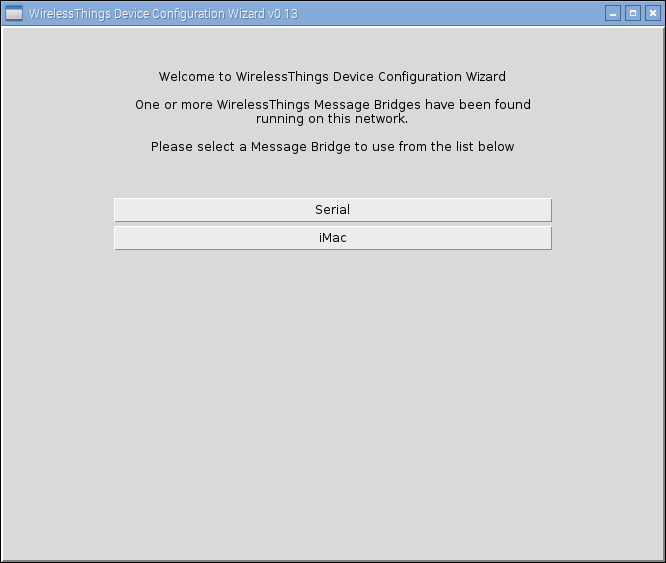 WirelessThings Device Configuration Wizard v0.13
Welcome to WirelessThings Device Configuration Wizard
One or more WirelessThings Message Bridges have been found
running on this network.
Please select a Message Bridge to use from the list below
Serial
iMac